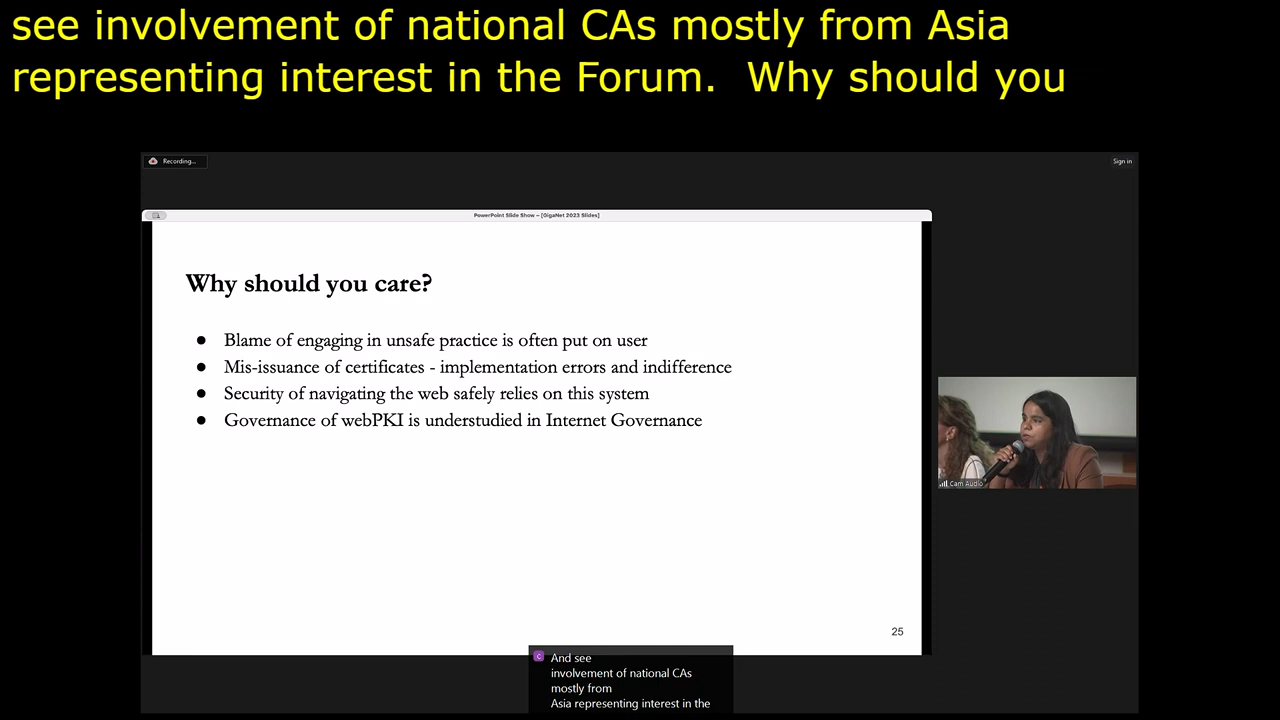 see involvement of national CAs mostly from Asia
representing interest in the Forum.  Why should you
Recording...
Sign in
PowerPoint Slide Show – [GigaNet 2023 Slides]
Why should you care?
● Blame of engaging in unsafe practice is often put on user
● Mis-issuance of certificates - implementation errors and indifference
● Security of navigating the web safely relies on this system
● Governance of webPKI is understudied in Internet Governance
Cam Audio
25
C
And see
involvement of national CAs
mostly from
Asia representing interest in the